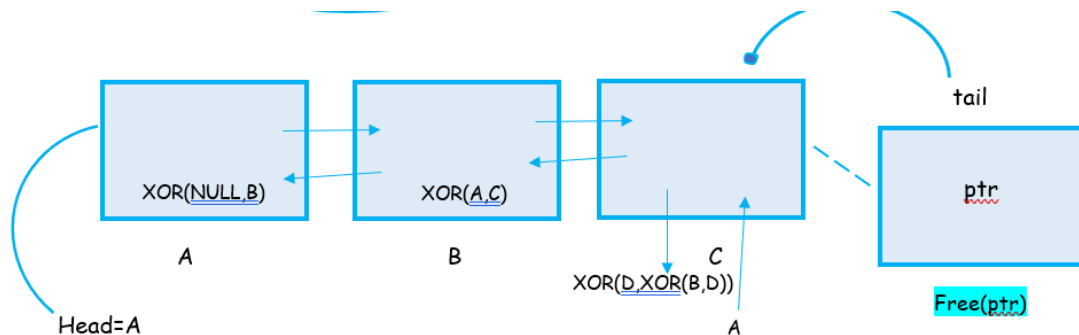 tail
XOR(NULL,B)
XOR(A,C)
ptr
A
B
C
XOR(D,XOR(B,D))
Free(ptr)
Head=A
A